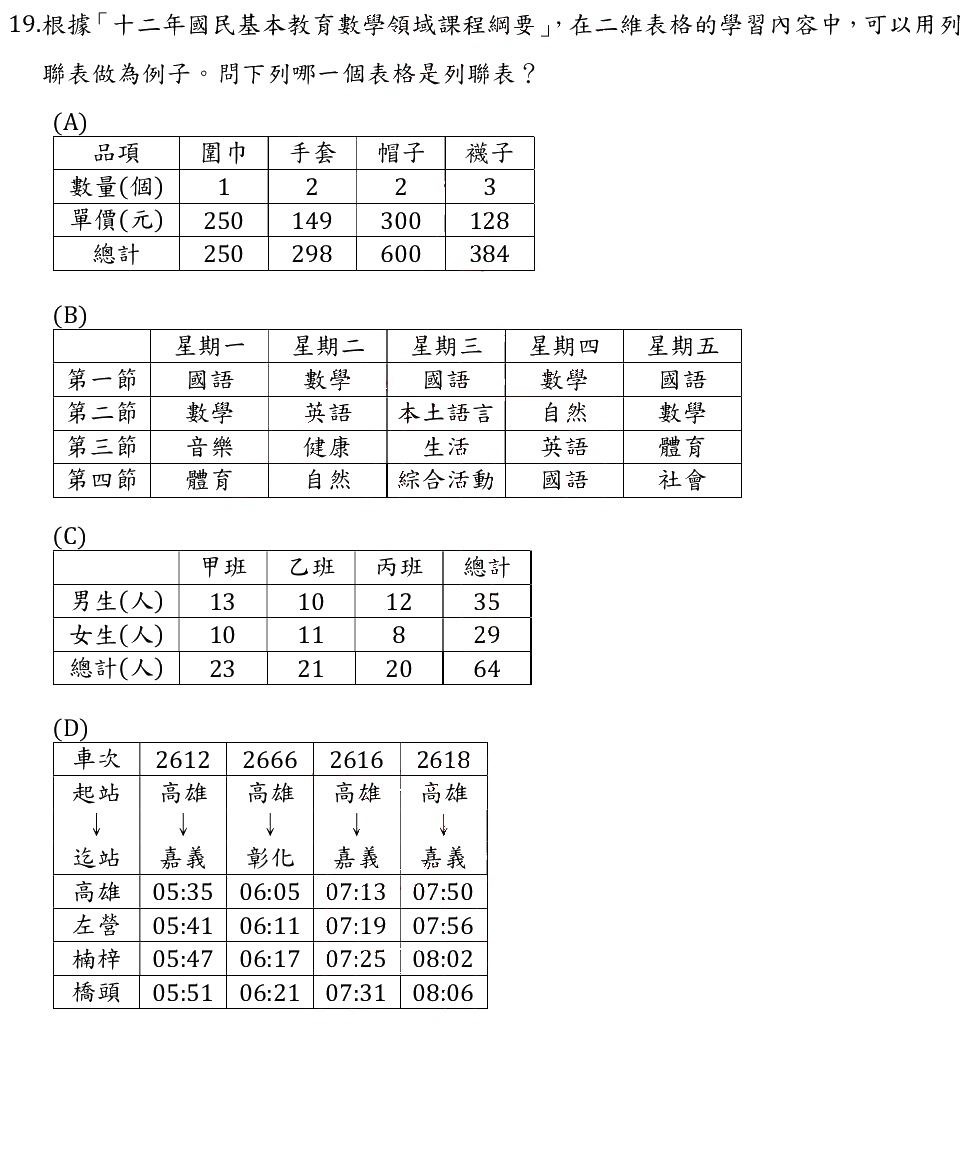 19.根據「十二年國民基本教育數學領域課程綱要」，在二維表格的學習內容中，可以用列
聯表做為例子。問下列哪一個表格是列聯表？
(A)
品項 圍巾 手套 帽子 襪子
數量(個) 1 2 2 3
單價(元) 250 149 300 128
總計 250 298 600 384
(B)
星期一 星期二 星期三 星期四 星期五
第一節 國語 數學 國語 數學 國語
第二節 數學 英語 本土語言 自然 數學
第三節 音樂 健康 生活 英語 體育
第四節 體育 自然 綜合活動 國語 社會
(C)
甲班 乙班 丙班 總計
男生(人) 13 10 12 35
女生(人) 10 11 8 29
總計(人) 23 21 20 64
(D)
車次 2612 2666 2616 2618
起站 高雄 高雄 高雄 高雄
↓ ↓ ↓ ↓ ↓
迄站 嘉義 彰化 嘉義 嘉義
高雄 05:35 06:05 07:13 07:50
左營 05:41 06:11 07:19 07:56
楠梓 05:47 06:17 07:25 08:02
橋頭 05:51 06:21 07:31 08:06